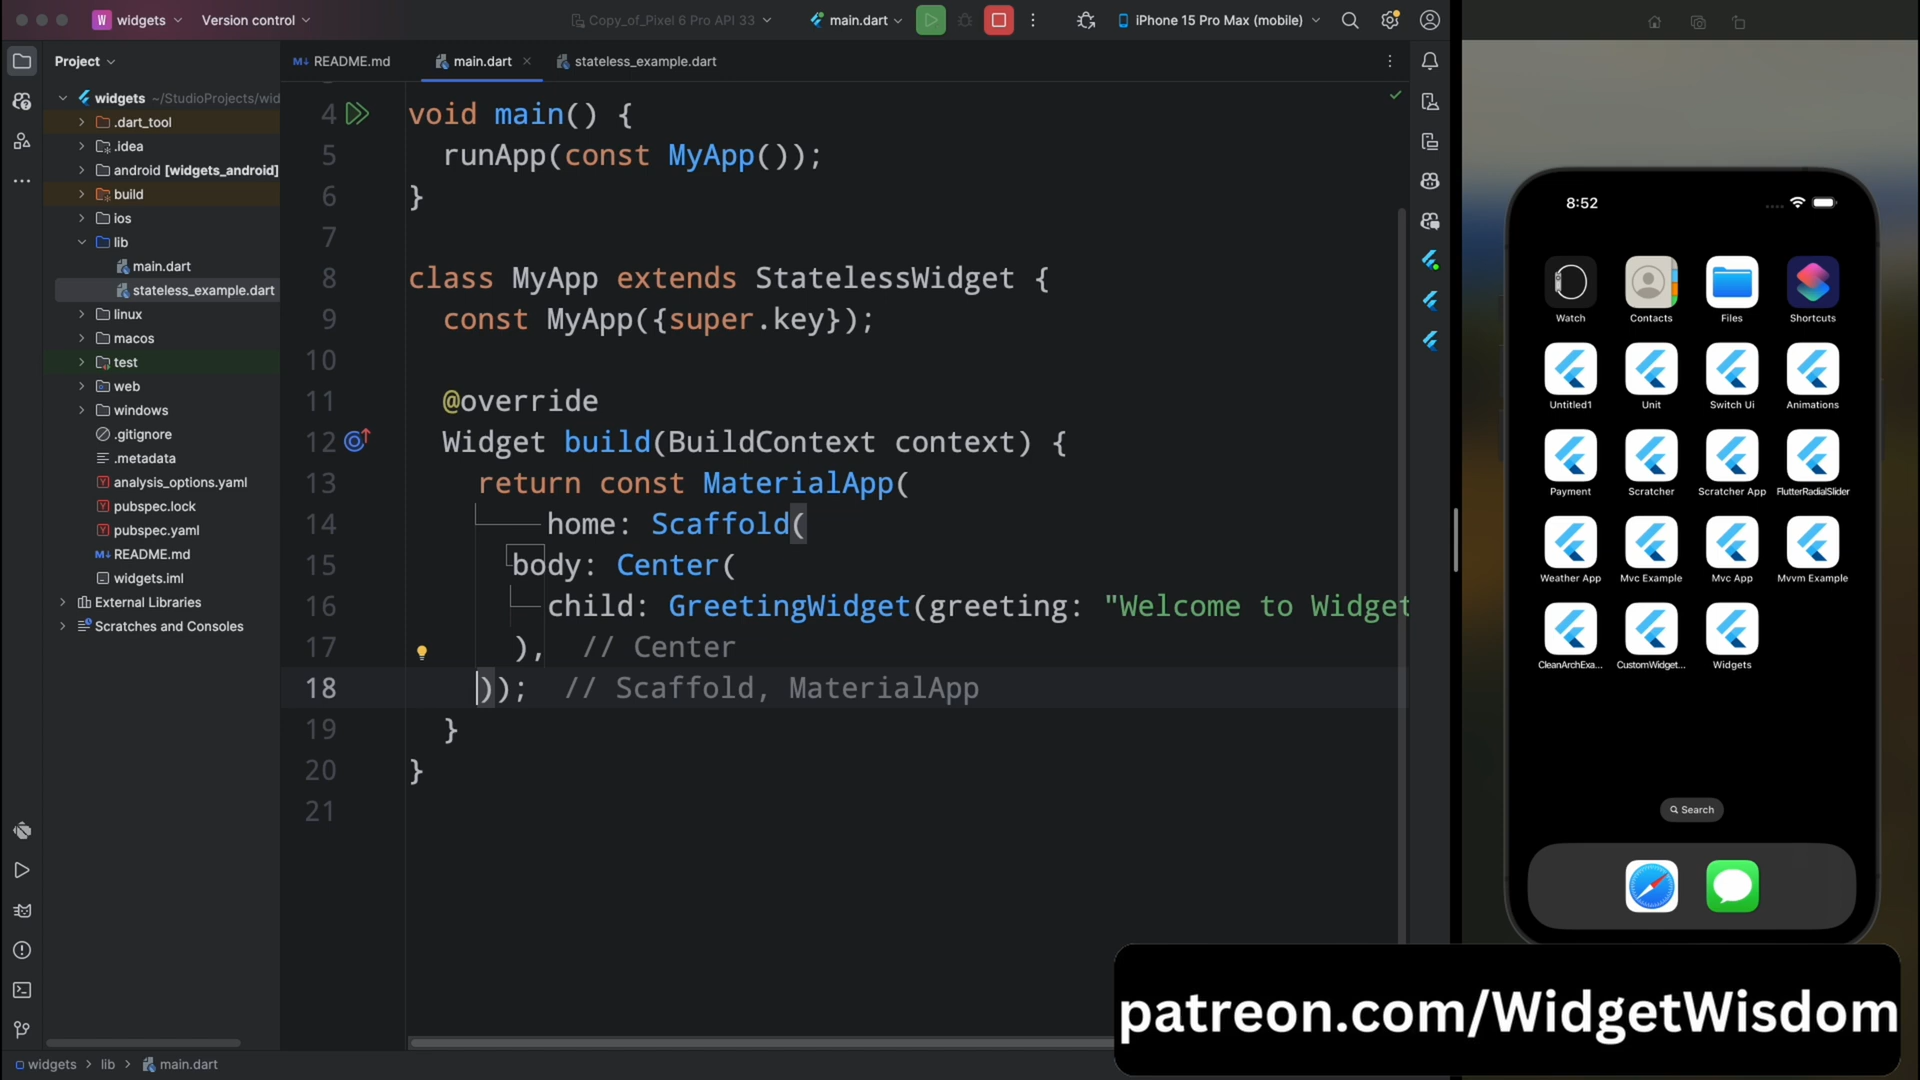 W widgets
Version control
Copy_of_Pixel 6 Pro API 33
main.dart
iPhone 15 Pro Max (mobile)
Project
M↓ README.md
main.dart
stateless_example.dart
widgets ~/StudioProjects/wid
.dart_tool
.idea
android [widgets_android]
build
ios
lib
main.dart
stateless_example.dart
linux
macos
test
web
windows
.gitignore
.metadata
analysis_options.yaml
pubspec.lock
pubspec.yaml
M↓ README.md
widgets.iml
External Libraries
Scratches and Consoles
4 void main() {
5 runApp(const MyApp());
6 }
7
8 class MyApp extends StatelessWidget {
9 const MyApp({super.key});
10
11 @override
12 Widget build(BuildContext context) {
13 return const MaterialApp(
14 home: Scaffold(
15 body: Center(
16 child: GreetingWidget(greeting: "Welcome to Widget
17 ), // Center
18 )); // Scaffold, MaterialApp
19 }
20 }
21
widgets > lib > main.dart
8:52
Watch Contacts Files Shortcuts
Untitled1 Unit Switch Ui Animations
Payment Scratcher Scratcher App FlutterRadialSlider
Weather App Mvc Example Mvc App Mvvm Example
CleanArchExa... CustomWidget... Widgets
Search
patreon.com/WidgetWisdom